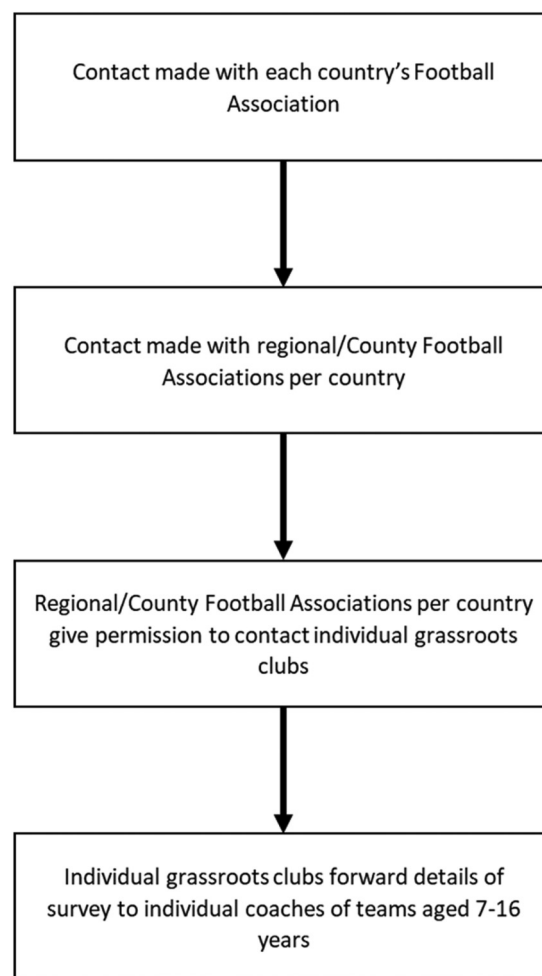 Contact made with each country's Football
Association
Contact made with regional/County Football
Associations per country
Regional/County Football Associations per country
give permission to contact individual grassroots
clubs
Individual grassroots clubs forward details of
survey to individual coaches of teams aged 7-16
years